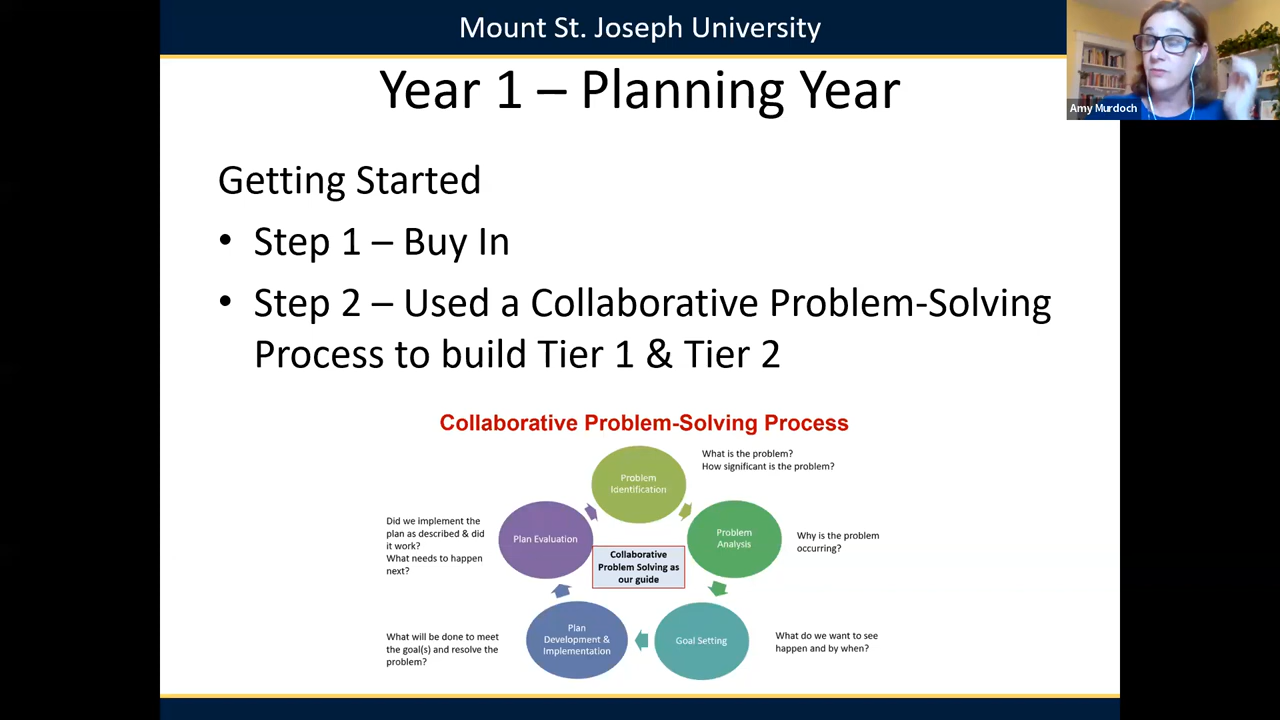 Mount St. Joseph University
Amy Murdoch
Year 1 – Planning Year
Getting Started
• Step 1 – Buy In
• Step 2 – Used a Collaborative Problem-Solving
Process to build Tier 1 & Tier 2
Collaborative Problem-Solving Process
Problem
Identification
What is the problem?
How significant is the problem?
Problem
Analysis
Why is the problem
occurring?
Goal Setting
What do we want to see
happen and by when?
Plan
Development &
Implementation
What will be done to meet
the goal(s) and resolve the
problem?
Plan Evaluation
Did we implement the
plan as described & did
it work?
What needs to happen
next?
Collaborative
Problem Solving as
our guide